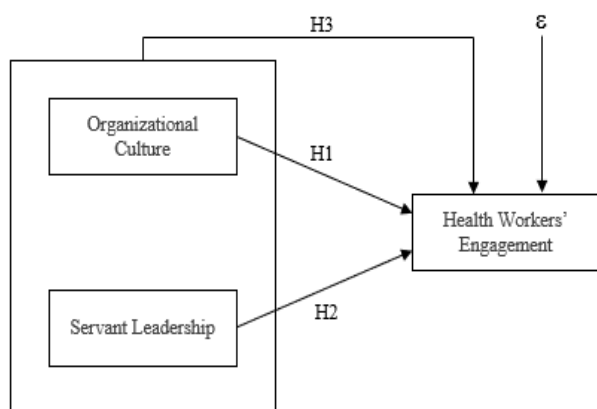 H3
ε
Organizational
Culture
H1
Health Workers'
Engagement
Servant Leadership
H2